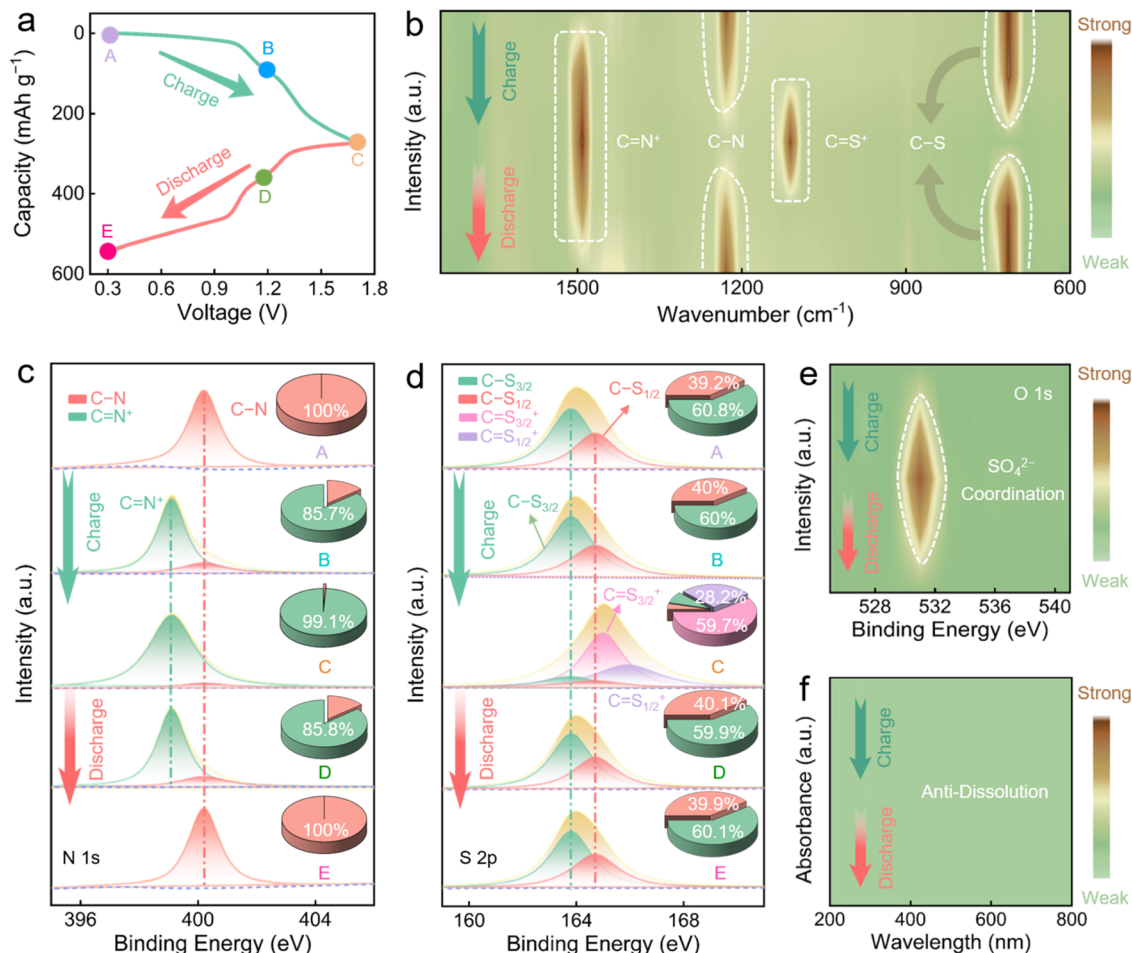 a
0
200
400
600
Capacity (mAh g⁻¹)
A
B
C
D
E
Charge
Discharge
0.3 0.6 0.9 1.2 1.5 1.8
Voltage (V)
b
Intensity (a.u.)
Charge
Discharge
C=N⁺
C−N
C=S⁺
C−S
1500 1200 900 600
Wavenumber (cm⁻¹)
Strong
Weak
c
C−N
C=N⁺
C−N
100%
A
C=N⁺
85.7%
B
Charge
99.1%
C
85.8%
D
Discharge
100%
E
N 1s
Intensity (a.u.)
396 400 404
Binding Energy (eV)
d
C−S₃/₂
C−S₁/₂
C=S₃/₂⁺
C=S₁/₂⁺
C−S₁/₂
39.2%
60.8%
A
C−S₃/₂
40%
60%
B
Charge
C=S₃/₂⁺
28.2%
59.7%
C
C=S₁/₂⁺
40.1%
59.9%
D
Discharge
39.9%
60.1%
E
S 2p
Intensity (a.u.)
160 164 168
Binding Energy (eV)
e
O 1s
Charge
Discharge
SO₄²⁻
Coordination
Intensity (a.u.)
528 531 536 540
Binding Energy (eV)
Strong
Weak
f
Charge
Discharge
Anti-Dissolution
Absorbance (a.u.)
200 400 600 800
Wavelength (nm)
Strong
Weak